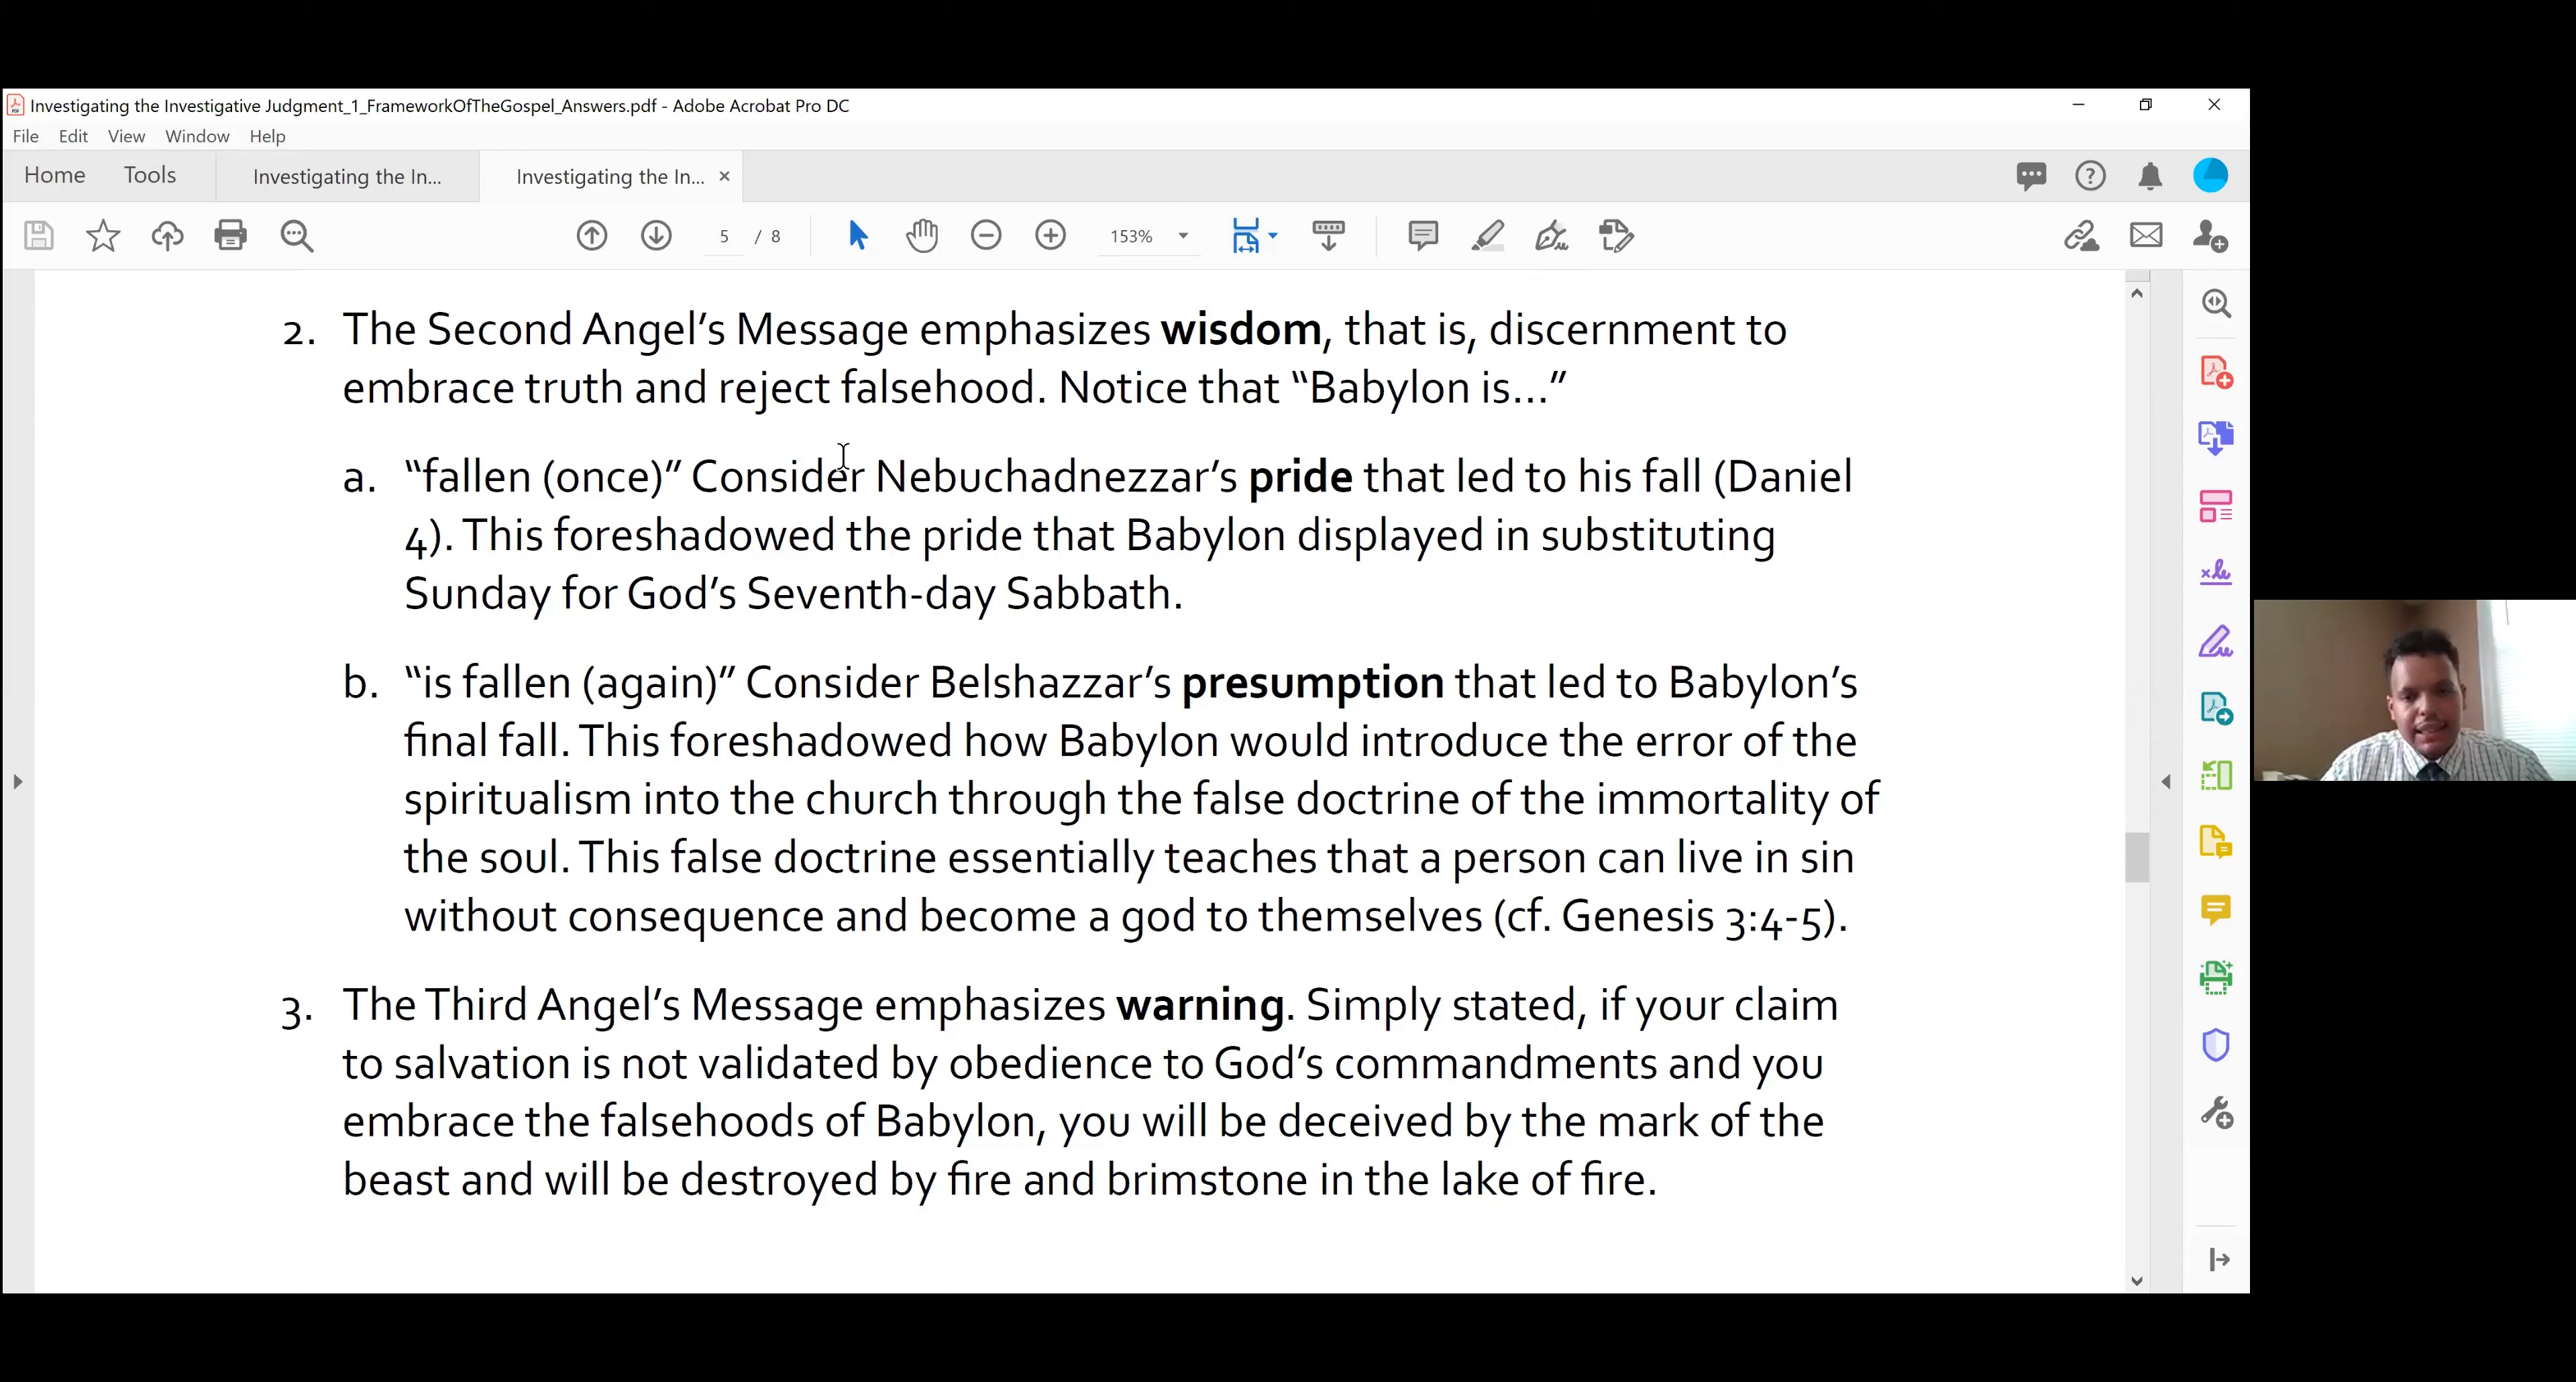 Investigating the Investigative Judgment_1_FrameworkOfTheGospel_Answers.pdf - Adobe Acrobat Pro DC
File Edit View Window Help
Home Tools Investigating the In... Investigating the In...
5 / 8 153%
2. The Second Angel’s Message emphasizes wisdom, that is, discernment to
embrace truth and reject falsehood. Notice that “Babylon is...”
a. “fallen (once)” Consider Nebuchadnezzar’s pride that led to his fall (Daniel
4). This foreshadowed the pride that Babylon displayed in substituting
Sunday for God’s Seventh-day Sabbath.
b. “is fallen (again)” Consider Belshazzar’s presumption that led to Babylon’s
final fall. This foreshadowed how Babylon would introduce the error of the
spiritualism into the church through the false doctrine of the immortality of
the soul. This false doctrine essentially teaches that a person can live in sin
without consequence and become a god to themselves (cf. Genesis 3:4-5).
3. The Third Angel’s Message emphasizes warning. Simply stated, if your claim
to salvation is not validated by obedience to God’s commandments and you
embrace the falsehoods of Babylon, you will be deceived by the mark of the
beast and will be destroyed by fire and brimstone in the lake of fire.